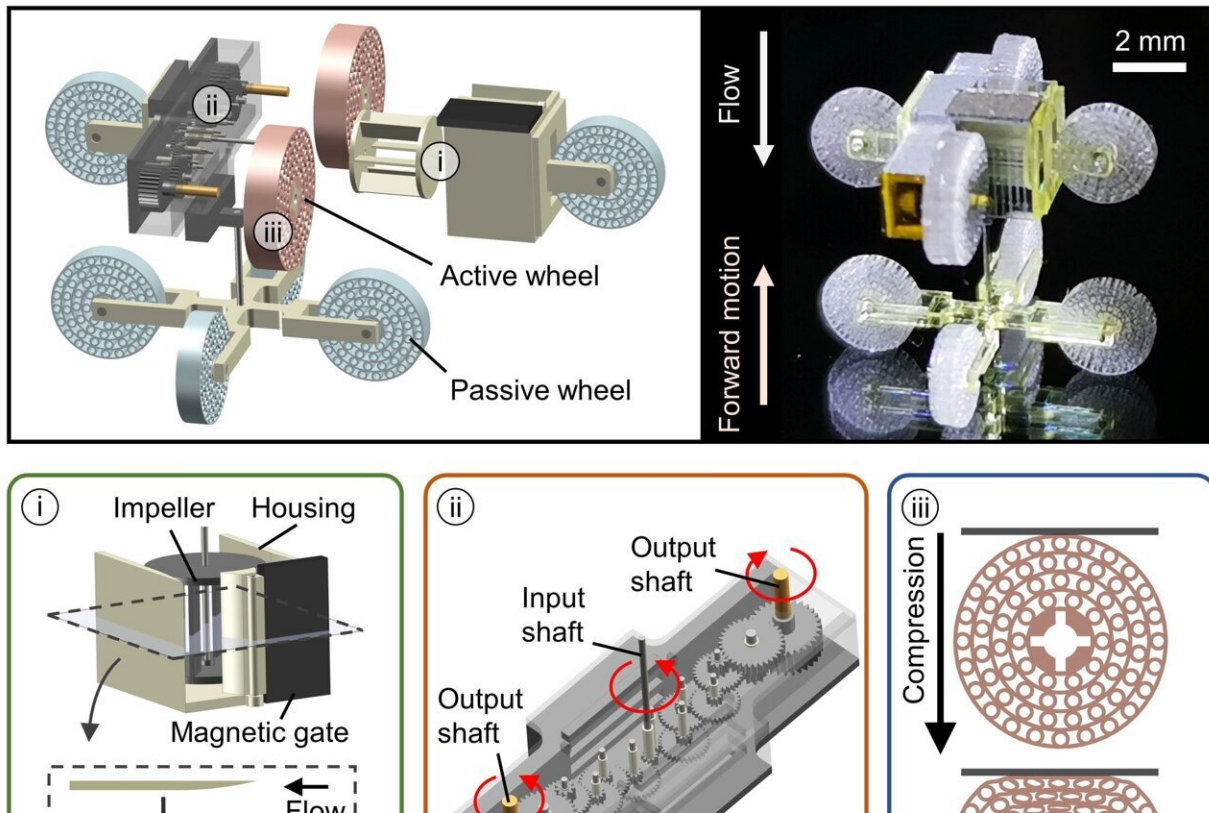 ii
i
iii
Active wheel
Passive wheel
Flow
Forward motion
2 mm
i
Impeller
Housing
Magnetic gate
Flow
ii
Output
shaft
Input
shaft
Output
shaft
iii
Compression